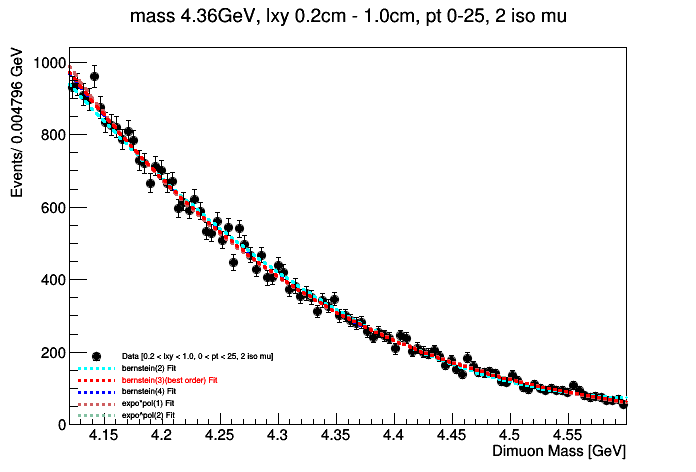 mass 4.36GeV, lxy 0.2cm - 1.0cm, pt 0-25, 2 iso mu
Events/ 0.004796 GeV
1000
800
600
400
200
0
Data [0.2 < lxy < 1.0, 0 < pt < 25, 2 iso mu]
bernstein(2) Fit
bernstein(3)(best order) Fit
bernstein(4) Fit
expo*pol(1) Fit
expo*pol(2) Fit
4.15 4.2 4.25 4.3 4.35 4.4 4.45 4.5 4.55
Dimuon Mass [GeV]